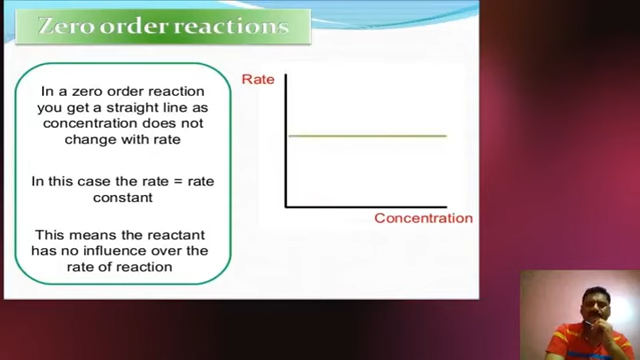 Zero order reactions
In a zero order reaction
you get a straight line as
concentration does not
change with rate
In this case the rate = rate
constant
This means the reactant
has no influence over the
rate of reaction
Rate
Concentration